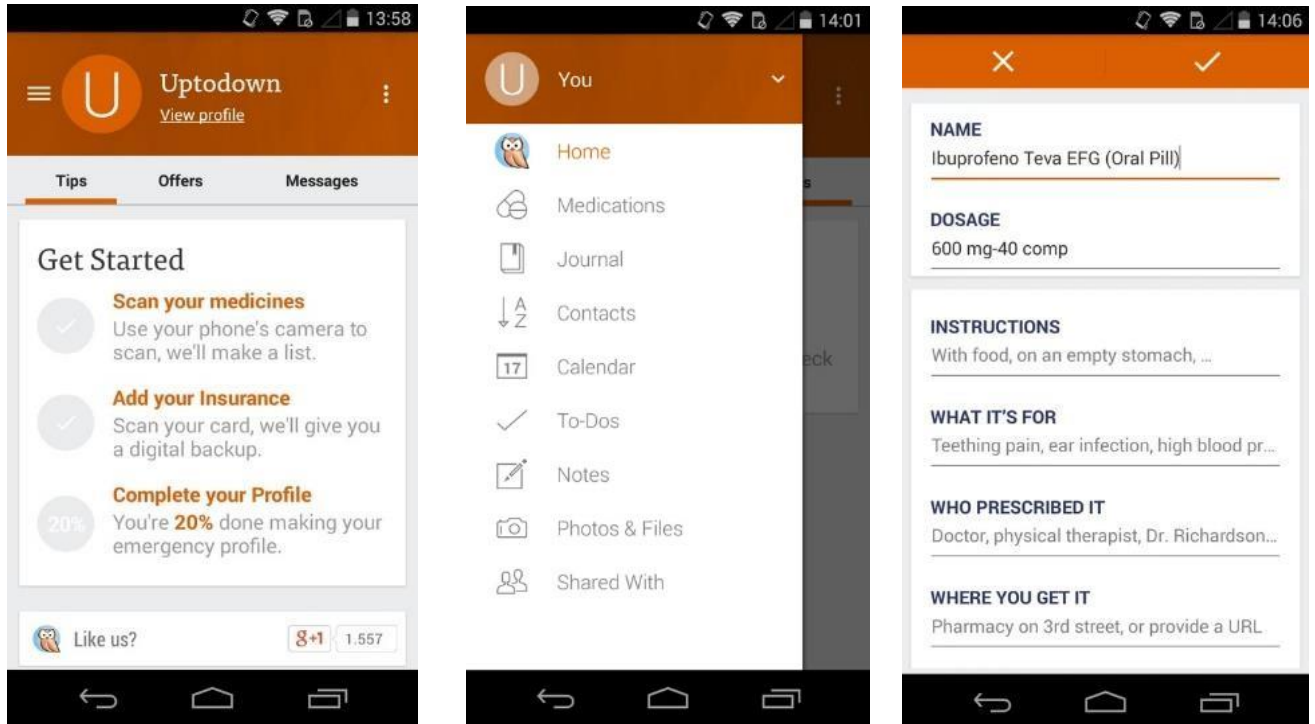 13:58
U
Uptodown
View profile
Tips Offers Messages
Get Started
Scan your medicines
Use your phone's camera to
scan, we'll make a list.
Add your Insurance
Scan your card, we'll give you
a digital backup.
20%
Complete your Profile
You're 20% done making your
emergency profile.
Like us?
g+1 1.557
14:01
U You
Home
Medications
Journal
A
Z
Contacts
17 Calendar
To-Dos
Notes
Photos & Files
Shared With
s
eck
14:06
NAME
Ibuprofeno Teva EFG (Oral Pill)
DOSAGE
600 mg-40 comp
INSTRUCTIONS
With food, on an empty stomach, ...
WHAT IT'S FOR
Teething pain, ear infection, high blood pr...
WHO PRESCRIBED IT
Doctor, physical therapist, Dr. Richardson...
WHERE YOU GET IT
Pharmacy on 3rd street, or provide a URL